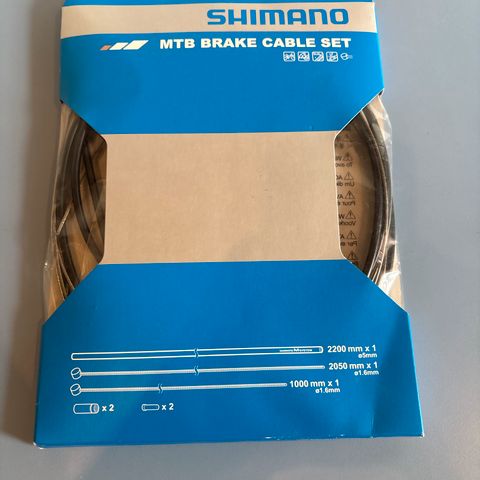 SHIMANO
MTB BRAKE CABLE SET
2200 mm x 1
ø5mm
2050 mm x 1
ø1.6mm
1000 mm x 1
ø1.6mm
x 2
x 2